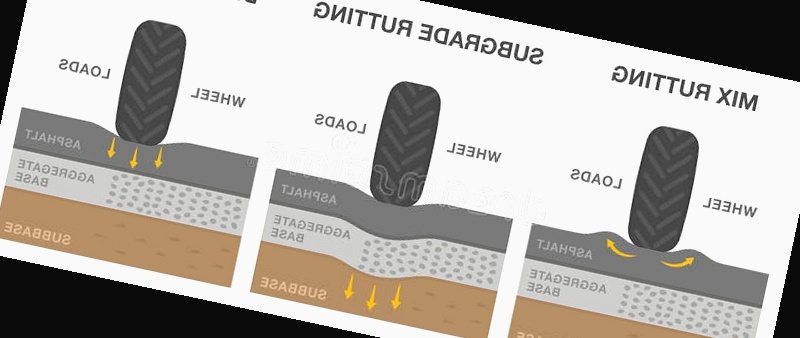 MIX RUTTING
WHEEL LOADS
ASPHALT
AGGREGATE
BASE
SUBGRADE RUTTING
WHEEL LOADS
ASPHALT
AGGREGATE
BASE
SUBBASE
WHEEL LOADS
ASPHALT
AGGREGATE
BASE
SUBBASE